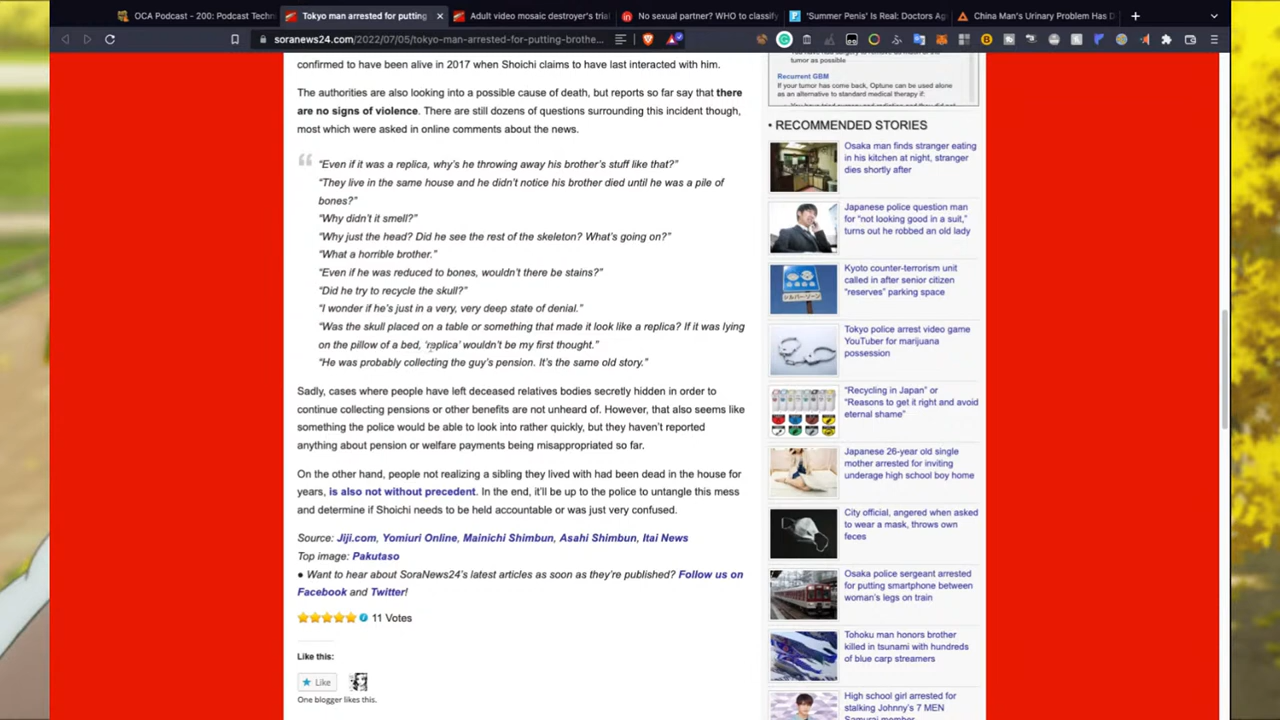 OCA Podcast - 200: Podcast Techn
Tokyo man arrested for putting
Adult video mosaic destroyer's trial
No sexual partner? WHO to classify
'Summer Penis' Is Real: Doctors Ag
China Man's Urinary Problem Has D
soranews24.com/2022/07/05/tokyo-man-arrested-for-putting-brothe...
confirmed to have been alive in 2017 when Shoichi claims to have last interacted with him.
The authorities are also looking into a possible cause of death, but reports so far say that there
are no signs of violence. There are still dozens of questions surrounding this incident though,
most which were asked in online comments about the news.
"Even if it was a replica, why's he throwing away his brother's stuff like that?"
"They live in the same house and he didn't notice his brother died until he was a pile of
bones?"
"Why didn't it smell?"
"Why just the head? Did he see the rest of the skeleton? What's going on?"
"What a horrible brother."
"Even if he was reduced to bones, wouldn't there be stains?"
"Did he try to recycle the skull?"
"I wonder if he's just in a very, very deep state of denial."
"Was the skull placed on a table or something that made it look like a replica? If it was lying
on the pillow of a bed, 'replica' wouldn't be my first thought."
"He was probably collecting the guy's pension. It's the same old story."
Sadly, cases where people have left deceased relatives bodies secretly hidden in order to
continue collecting pensions or other benefits are not unheard of. However, that also seems like
something the police would be able to look into rather quickly, but they haven't reported
anything about pension or welfare payments being misappropriated so far.
On the other hand, people not realizing a sibling they lived with had been dead in the house for
years, is also not without precedent. In the end, it'll be up to the police to untangle this mess
and determine if Shoichi needs to be held accountable or was just very confused.
Source: Jiji.com, Yomiuri Online, Mainichi Shimbun, Asahi Shimbun, Itai News
Top image: Pakutaso
● Want to hear about SoraNews24's latest articles as soon as they're published? Follow us on
Facebook and Twitter!
11 Votes
Like this:
Like
One blogger likes this.
tumor as possible
Recurrent GBM
If your tumor has come back, Optune can be used alone
as an alternative to standard medical therapy if:
• RECOMMENDED STORIES
Osaka man finds stranger eating
in his kitchen at night, stranger
dies shortly after
Japanese police question man
for "not looking good in a suit,"
turns out he robbed an old lady
Kyoto counter-terrorism unit
called in after senior citizen
"reserves" parking space
Tokyo police arrest video game
YouTuber for marijuana
possession
"Recycling in Japan" or
"Reasons to get it right and avoid
eternal shame"
Japanese 26-year old single
mother arrested for inviting
underage high school boy home
City official, angered when asked
to wear a mask, throws own
feces
Osaka police sergeant arrested
for putting smartphone between
woman's legs on train
Tohoku man honors brother
killed in tsunami with hundreds
of blue carp streamers
High school girl arrested for
stalking Johnny's 7 MEN
Samurai member